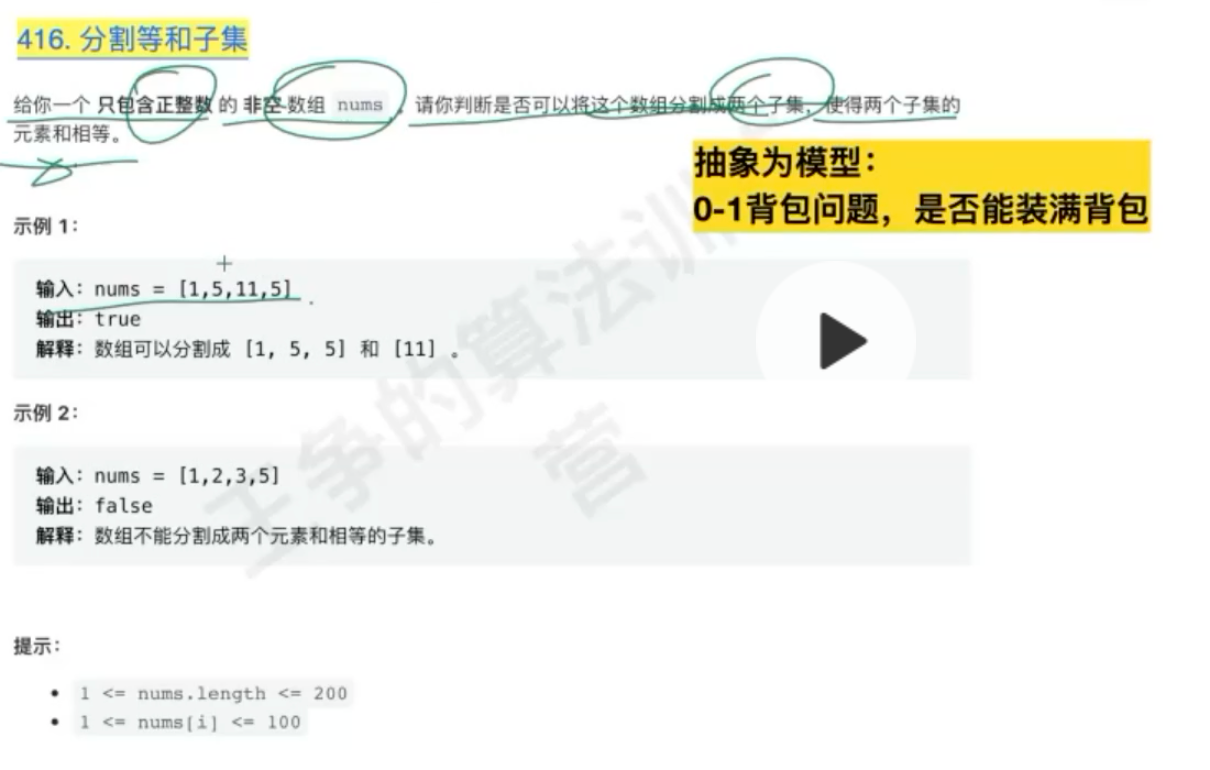 416. 分割等和子集
给你一个 只包含正整数 的 非空 数组 nums 。请你判断是否可以将这个数组分割成两个子集，使得两个子集的
元素和相等。
抽象为模型：
0-1背包问题，是否能装满背包
示例 1：
输入：nums = [1,5,11,5]
输出：true
解释：数组可以分割成 [1, 5, 5] 和 [11] 。
示例 2：
输入：nums = [1,2,3,5]
输出：false
解释：数组不能分割成两个元素和相等的子集。
提示：
• 1 <= nums.length <= 200
• 1 <= nums[i] <= 100
王争的算法训
营